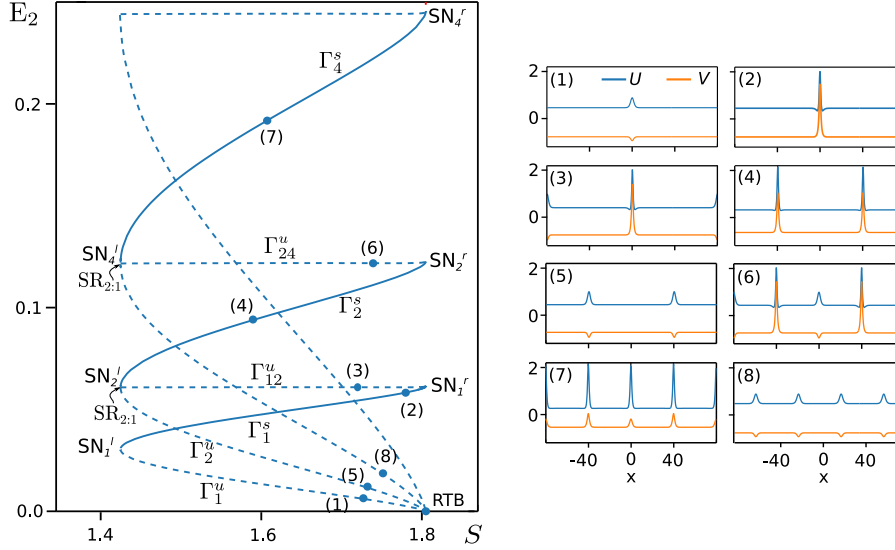 E₂
SN₄ʳ
Γ₄ˢ
0.2
(7)
SN₄ˡ
SR₂:₁
Γ₂₄ᵘ
(6)
SN₂ʳ
0.1
(4)
Γ₂ˢ
SN₂ˡ
SR₂:₁
Γ₁₂ᵘ
(3)
SN₁ʳ
(2)
Γ₁ˢ
SN₁ˡ
Γ₂ᵘ
(8)
(5)
Γ₁ᵘ
(1)
RTB
0.0
1.4
1.6
1.8
S
2
0
(1)
U
V
(2)
2
0
(3)
(4)
2
0
(5)
(6)
2
0
(7)
(8)
-40
0
40
x
-40
0
40
x